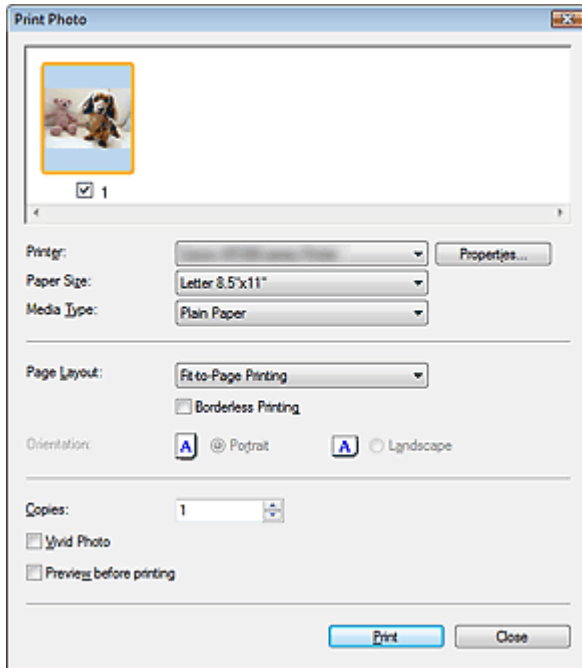 Print Photo
1
Printer:
Properties...
Paper Size: Letter 8.5"x11"
Media Type: Plain Paper
Page Layout: Fit-to-Page Printing
Borderless Printing
Orientation: A Portrait A Landscape
Copies: 1
Vivid Photo
Preview before printing
Print Close